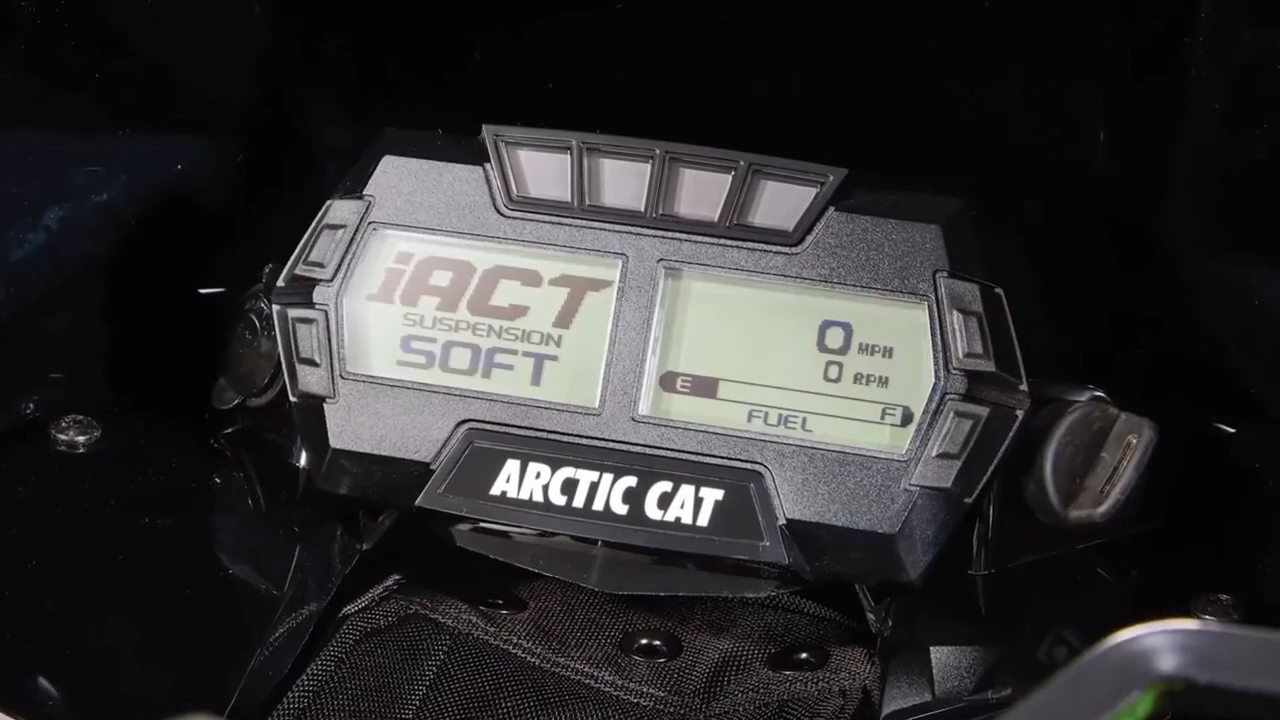 iACT
SUSPENSION
SOFT
0 MPH
0 RPM
E F
FUEL
ARCTIC CAT